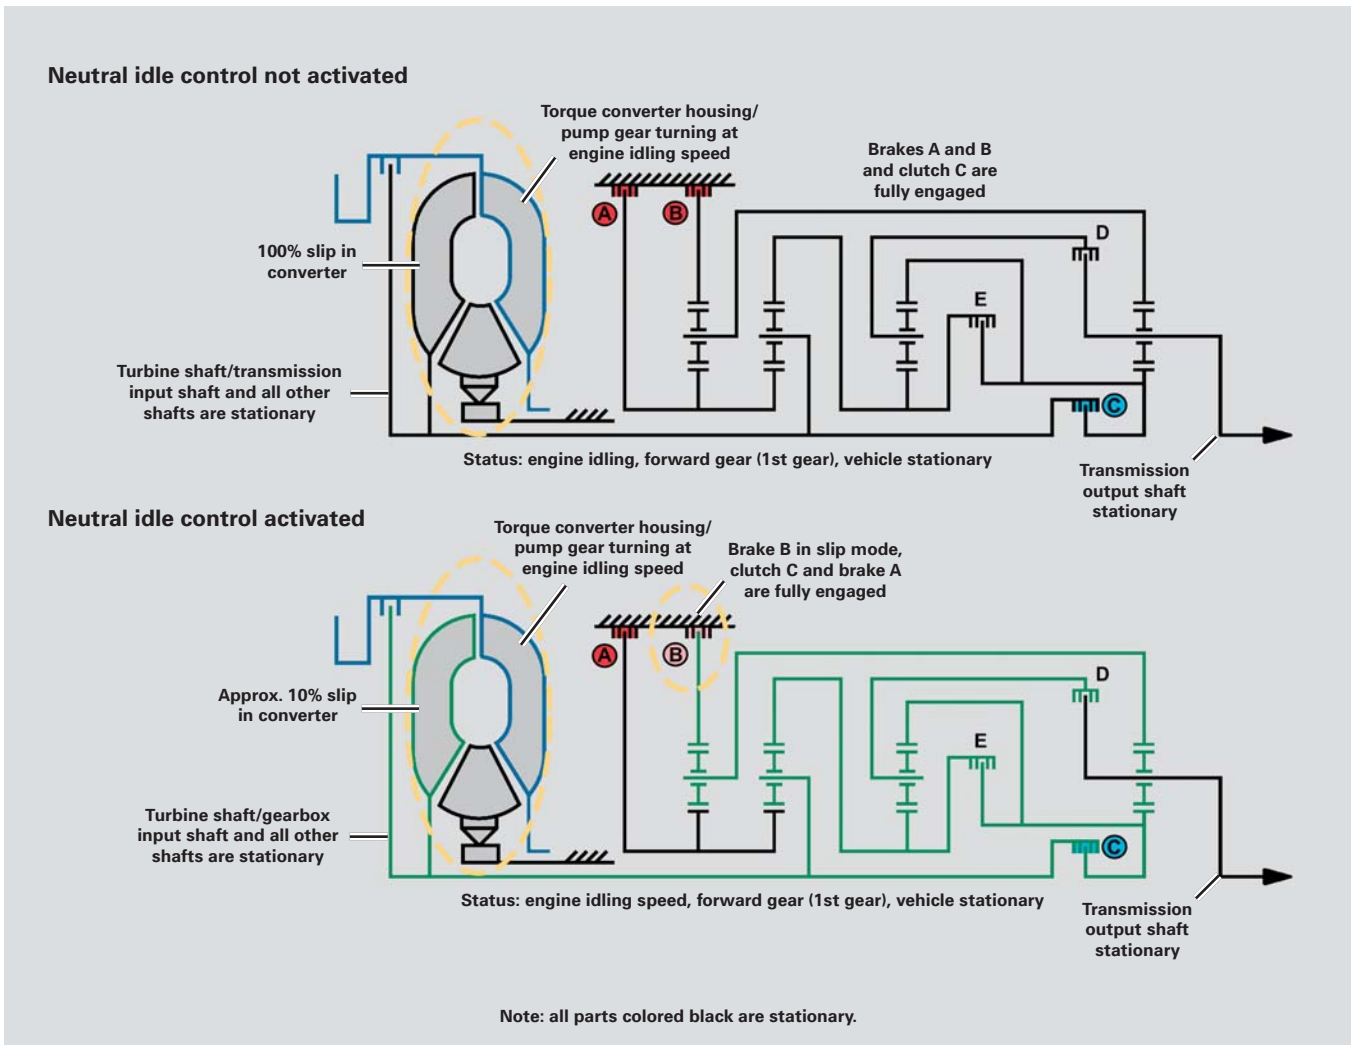 Neutral idle control not activated
Torque converter housing/
pump gear turning at
engine idling speed
Brakes A and B
and clutch C are
fully engaged
A
B
D
100% slip in
converter
E
Turbine shaft/transmission
input shaft and all other
shafts are stationary
C
Status: engine idling, forward gear (1st gear), vehicle stationary
Transmission
output shaft
stationary
Neutral idle control activated
Torque converter housing/
pump gear turning at
engine idling speed
Brake B in slip mode,
clutch C and brake A
are fully engaged
A
B
D
Approx. 10% slip
in converter
E
Turbine shaft/gearbox
input shaft and all other
shafts are stationary
C
Status: engine idling speed, forward gear (1st gear), vehicle stationary
Transmission
output shaft
stationary
Note: all parts colored black are stationary.